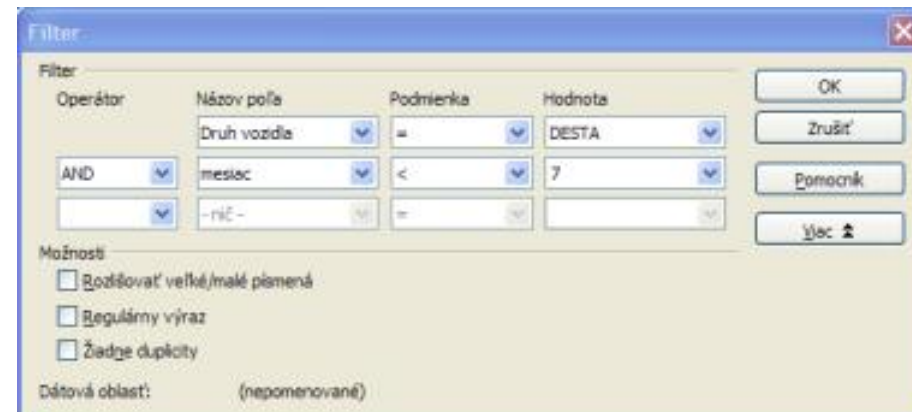 Filter
Filter
Operátor Názov poľa Podmienka Hodnota
OK
Druh vozidla = DESTA
Zrušiť
AND mesiac < 7
Pomocník
- nič - =
Viac
Možnosti
Rozlišovať veľké/malé písmená
Regulárny výraz
Žiadne duplicity
Dátová oblasť: (nepomenované)